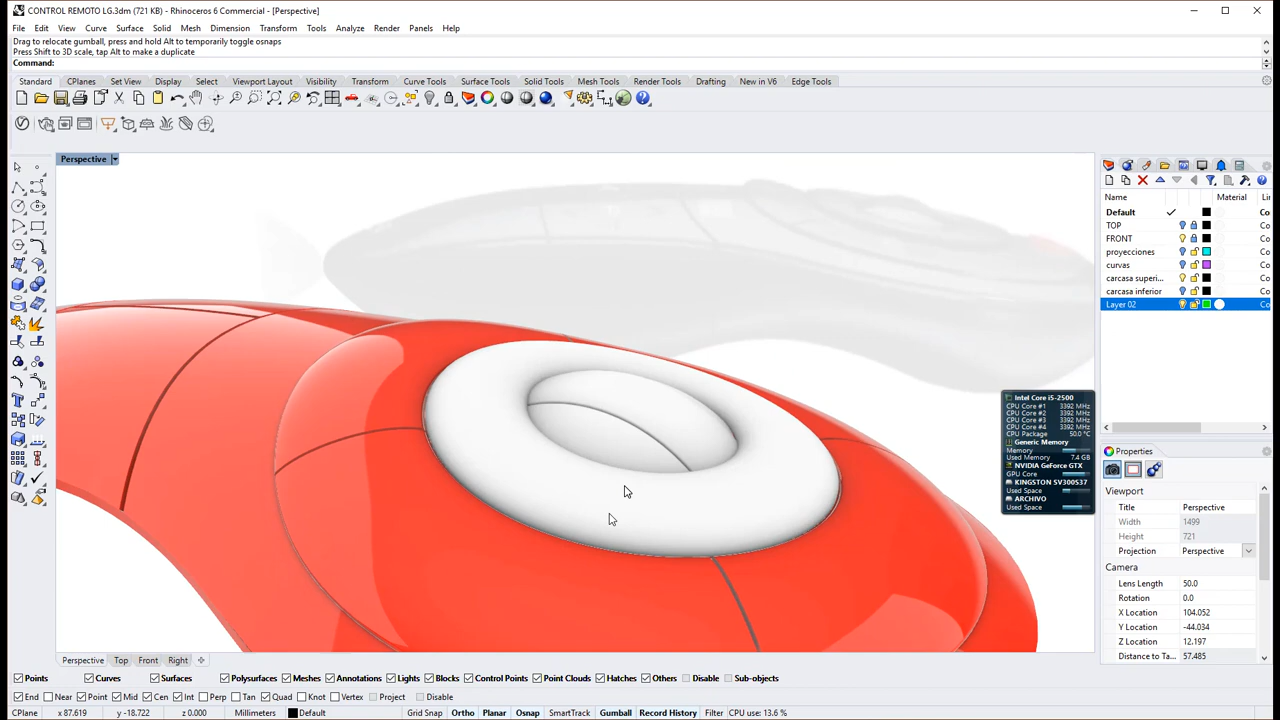 CONTROL REMOTO LG.3dm (721 KB) - Rhinoceros 6 Commercial - [Perspective]
File Edit View Curve Surface Solid Mesh Dimension Transform Tools Analyze Render Panels Help
Drag to relocate gumball, press and hold Alt to temporarily toggle osnaps
Press Shift to 3D scale, tap Alt to make a duplicate
Command:
Standard CPlanes Set View Display Select Viewport Layout Visibility Transform Curve Tools Surface Tools Solid Tools Mesh Tools Render Tools Drafting New in V6 Edge Tools
Perspective
Name Material Lir
Default Co
TOP Co
FRONT Co
proyecciones Co
curvas Co
carcasa superi... Co
carcasa inferior Co
Layer 02 Co
Intel Core i5-2500
CPU Core #1 3392 MHz
CPU Core #2 3392 MHz
CPU Core #3 3392 MHz
CPU Core #4 3392 MHz
CPU Package 50.0 °C
Generic Memory
Memory
Used Memory 7.4 GB
NVIDIA GeForce GTX
GPU Core
KINGSTON SV300S37
Used Space
ARCHIVO
Used Space
Properties
Viewport
Title Perspective
Width 1499
Height 721
Projection Perspective
Camera
Lens Length 50.0
Rotation 0.0
X Location 104.052
Y Location -44.034
Z Location 12.197
Distance to Ta... 57.485
Perspective Top Front Right
Points Curves Surfaces Polysurfaces Meshes Annotations Lights Blocks Control Points Point Clouds Hatches Others Disable Sub-objects
End Near Point Mid Cen Int Perp Tan Quad Knot Vertex Project Disable
CPlane x 87.619 y -18.722 z 0.000 Millimeters Default Grid Snap Ortho Planar Osnap SmartTrack Gumball Record History Filter CPU use: 13.6 %